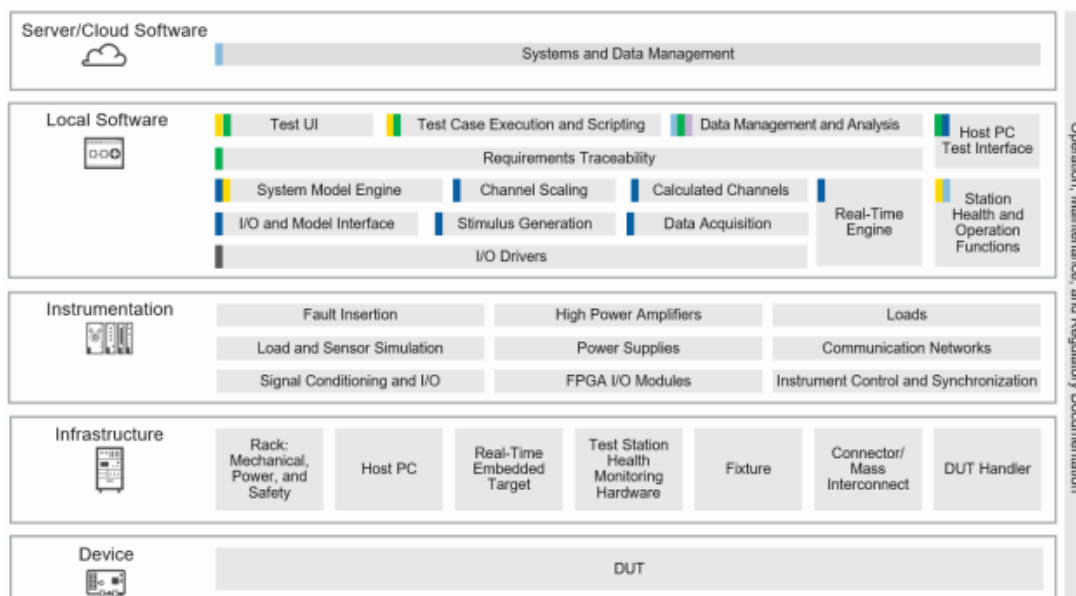 Server/Cloud Software
Systems and Data Management
Local Software
Test UI
Test Case Execution and Scripting
Data Management and Analysis
Host PC
Test Interface
Requirements Traceability
System Model Engine
Channel Scaling
Calculated Channels
Real-Time
Engine
Station
Health and
Operation
Functions
I/O and Model Interface
Stimulus Generation
Data Acquisition
I/O Drivers
Instrumentation
Fault Insertion
High Power Amplifiers
Loads
Load and Sensor Simulation
Power Supplies
Communication Networks
Signal Conditioning and I/O
FPGA I/O Modules
Instrument Control and Synchronization
Infrastructure
Rack:
Mechanical,
Power, and
Safety
Host PC
Real-Time
Embedded
Target
Test Station
Health
Monitoring
Hardware
Fixture
Connector/
Mass
Interconnect
DUT Handler
Device
DUT
Operation, Maintenance, and Regulatory Documentation